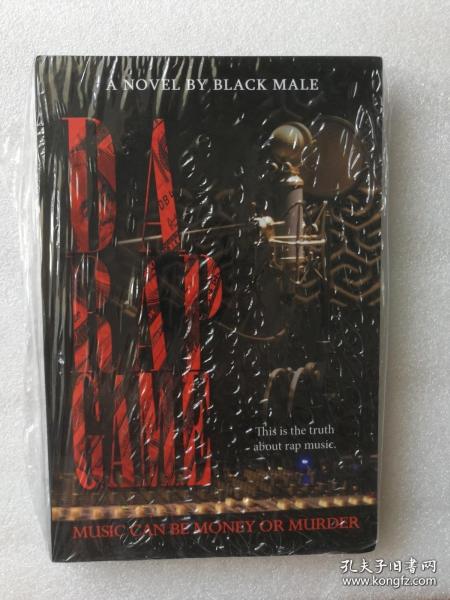 A NOVEL BY BLACK MALE
DA
RAP
GAME
This is the truth
about rap music.
MUSIC CAN BE MONEY OR MURDER
孔夫子旧书网
www.kongfz.com